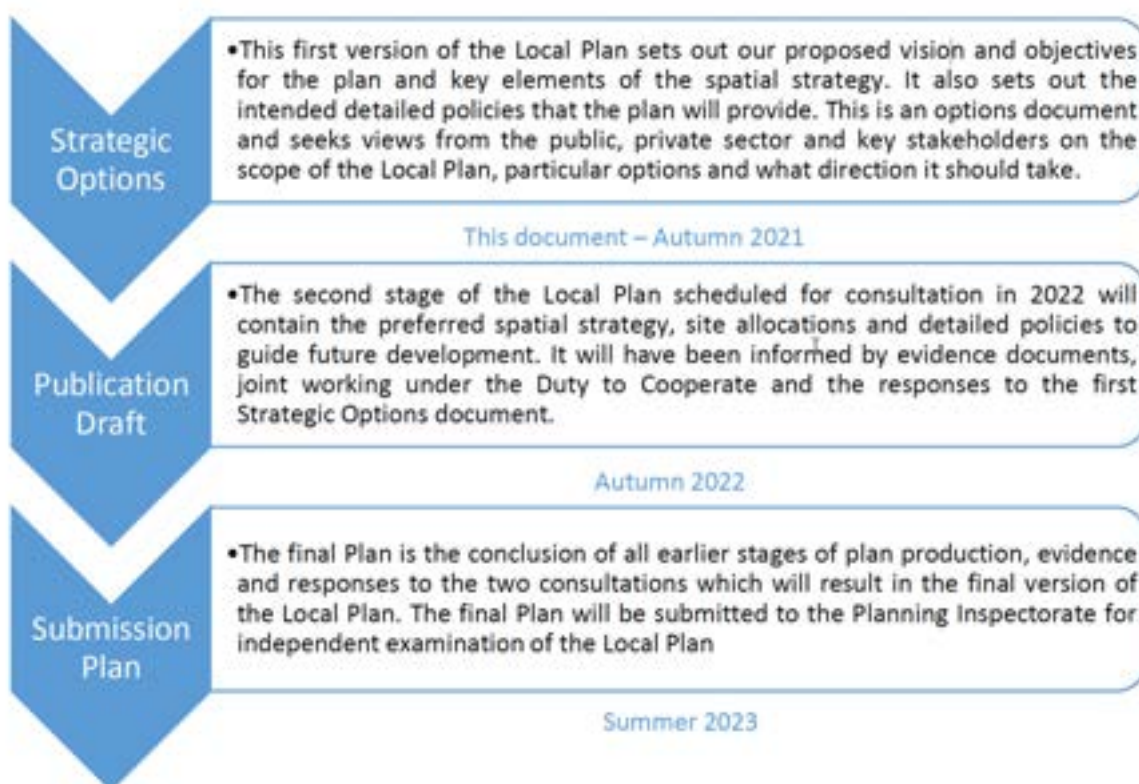 Strategic
Options
•This first version of the Local Plan sets out our proposed vision and objectives
for the plan and key elements of the spatial strategy. It also sets out the
intended detailed policies that the plan will provide. This is an options document
and seeks views from the public, private sector and key stakeholders on the
scope of the Local Plan, particular options and what direction it should take.
This document – Autumn 2021
Publication
Draft
•The second stage of the Local Plan scheduled for consultation in 2022 will
contain the preferred spatial strategy, site allocations and detailed policies to
guide future development. It will have been informed by evidence documents,
joint working under the Duty to Cooperate and the responses to the first
Strategic Options document.
Autumn 2022
Submission
Plan
•The final Plan is the conclusion of all earlier stages of plan production, evidence
and responses to the two consultations which will result in the final version of
the Local Plan. The final Plan will be submitted to the Planning Inspectorate for
independent examination of the Local Plan
Summer 2023